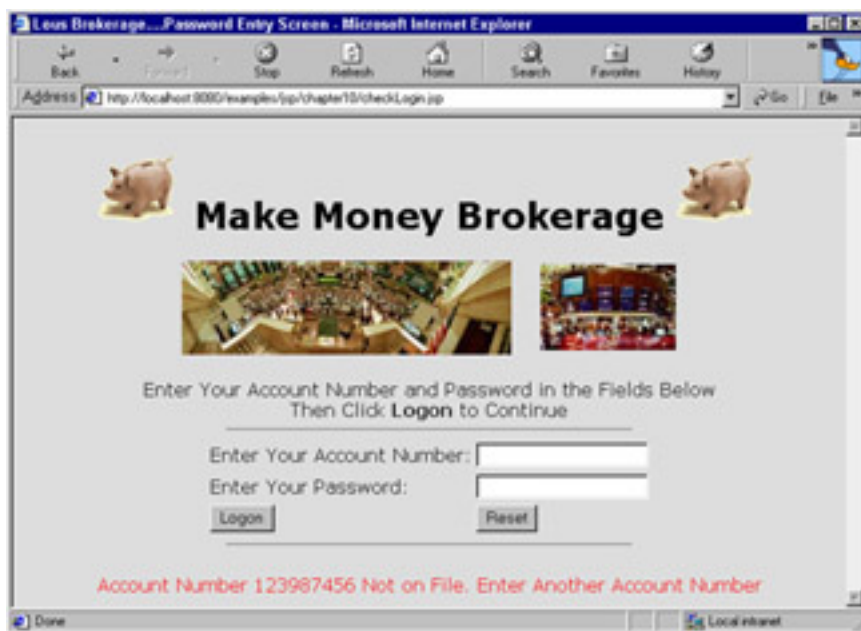 Lous Brokerage....Password Entry Screen - Microsoft Internet Explorer
Back Forward Stop Refresh Home Search Favorites History
Address http://localhost:8080/examples/jsp/chapter10/checkLogin.jsp Go File
Make Money Brokerage
Enter Your Account Number and Password in the Fields Below
Then Click Logon to Continue
Enter Your Account Number:
Enter Your Password:
Logon Reset
Account Number 123987456 Not on File. Enter Another Account Number
Done Local intranet